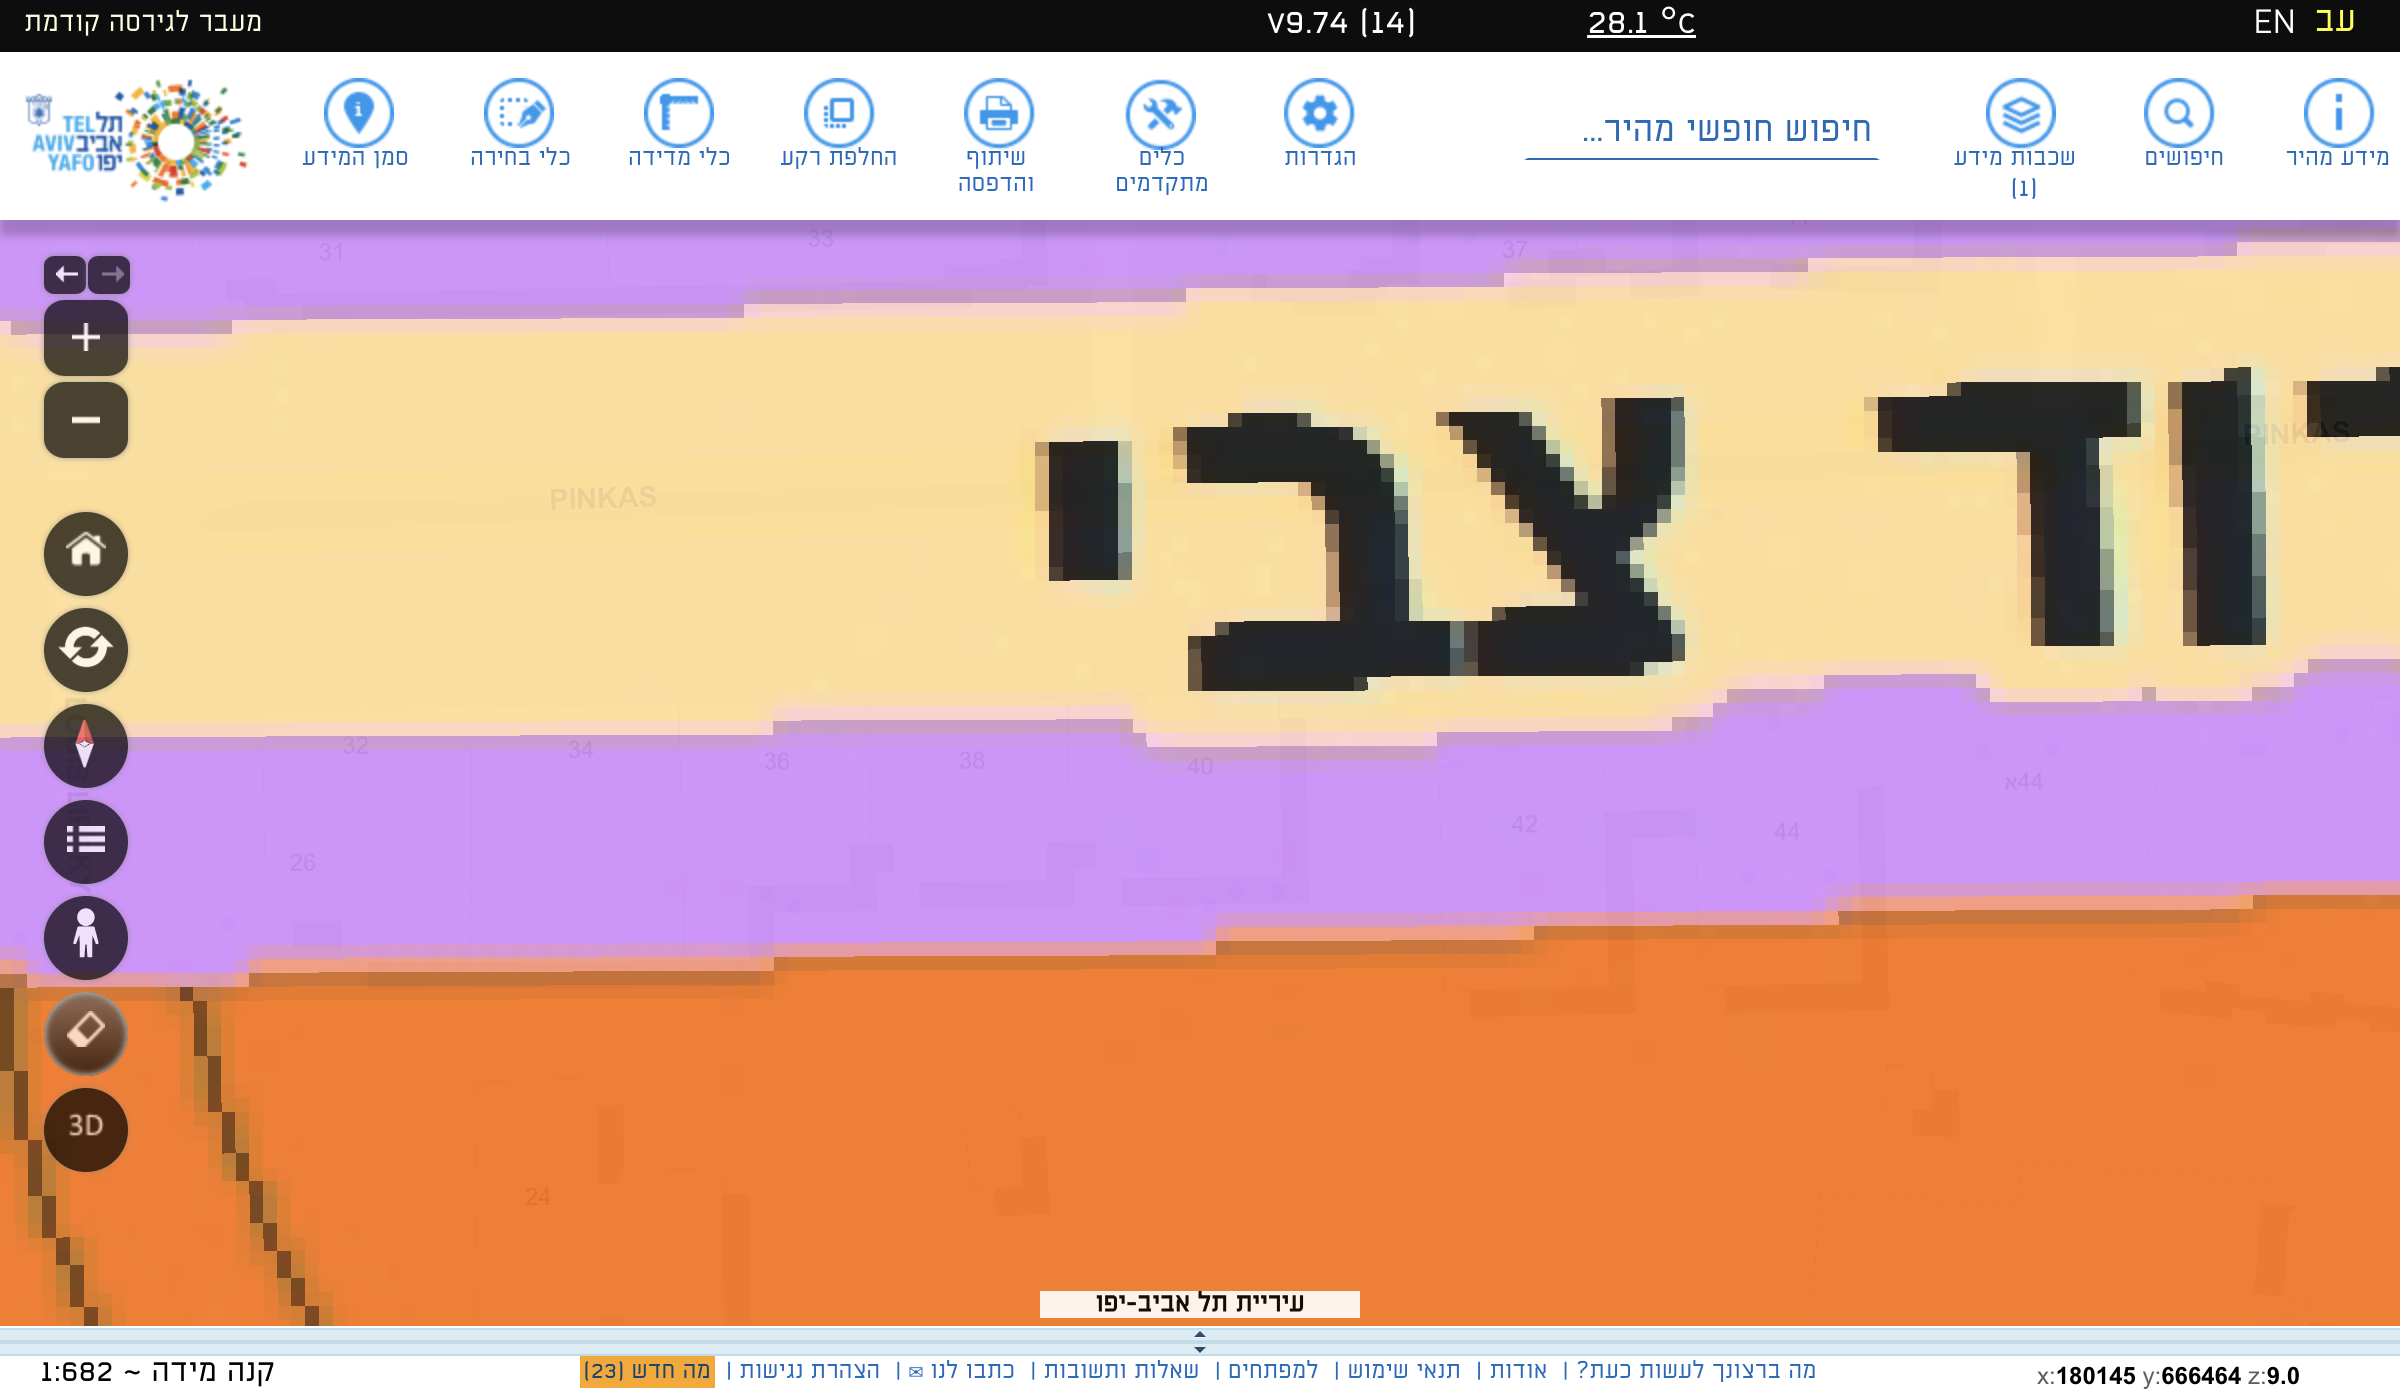 עב EN
28.1 °C
V9.74 (14)
מעבר לגירסה קודמת
מידע מהיר
חיפושים
שכבות מידע
(1)
חיפוש חופשי מהיר...
הגדרות
כלים
מתקדמים
שיתוף
והדפסה
החלפת רקע
כלי מדידה
כלי בחירה
סמן המידע
תל אביב יפו
TEL AVIV YAFO
31
33
37
PINKAS
וד צבי
PINKAS
32
34
36
38
40
42
44
44א
26
24
3D
עיריית תל אביב-יפו
x:180145 y:666464 z:9.0
מה ברצונך לעשות כעת? | אודות | תנאי שימוש | למפתחים | שאלות ותשובות | כתבו לנו ✉ | הצהרת נגישות | מה חדש (23)
קנה מידה ~ 1:682